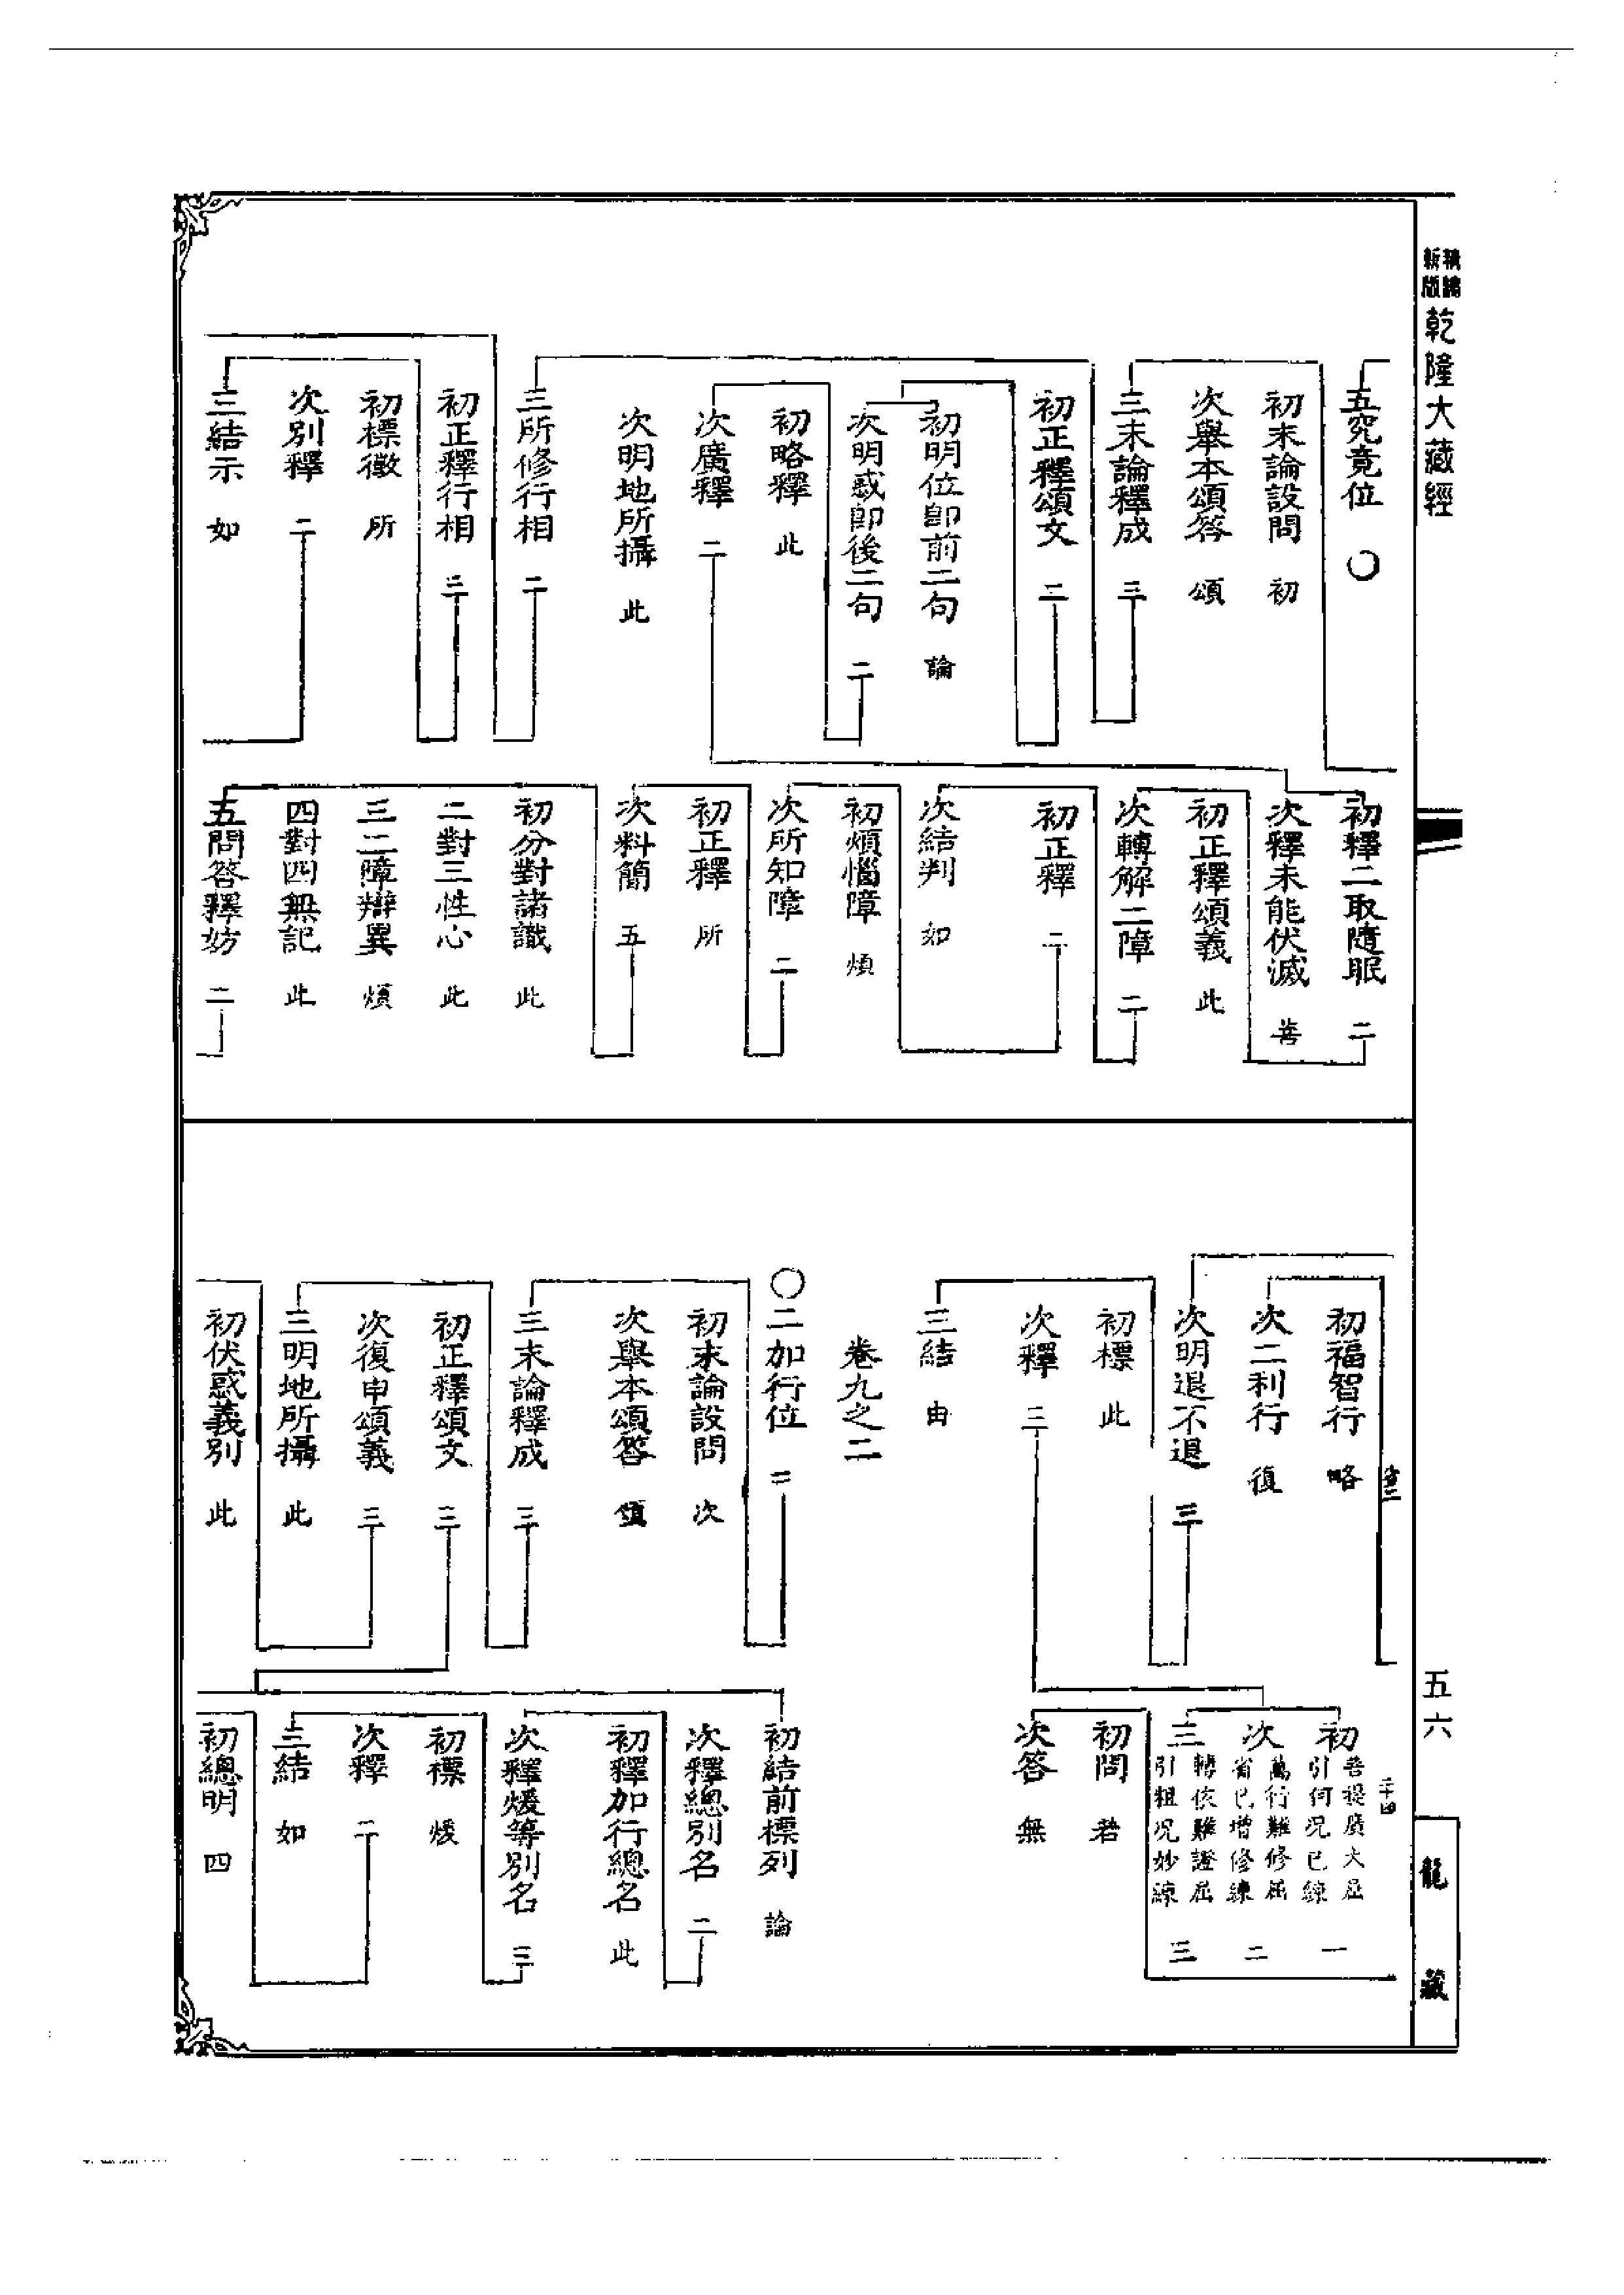 新版
乾隆大藏經
五究竟位 ○
初末論設問 初
次舉本頌答 頌
三末論釋成 三
初正釋頌文 二
初明位即前二句 論
次明惑即後二句 二
初略釋 此
次廣釋 二
次明地所攝 此
三所修行相 二
初正釋行相 三
初標徵 所
次別釋 二
三結示 如
初釋二取隨眠 二
次釋未能伏滅
初正釋頌義 此
次轉解二障 二
初正釋 二
次結判 如
初煩惱障 煩
次所知障 二
初正釋 所
次料簡 五
初分對諸識 此
二對三性心 此
三二障辯異 煩
四對四無記 此
五問答釋妨 二
初福智行 略
次二利行 復
次明退不退 三
初標 此
次釋 三
三結 由
卷九之二
○二加行位 二
初末論設問 次
次舉本頌答 頌
三末論釋成 三
初正釋頌文 三
次復申頌義 三
三明地所攝 此
初伏惑義別 此
初 菩提廣大屈引何況已練 一
次 萬行難修屈省已增修練 二
三 轉依難證屈引粗況妙練 三
初問 若
次答 無
初結前標列 論
次釋總別名 二
初釋加行總名 此
次釋煖等別名 三
初標 煖
次釋 二
三結 如
初總明 四
五六
二十四
龍藏